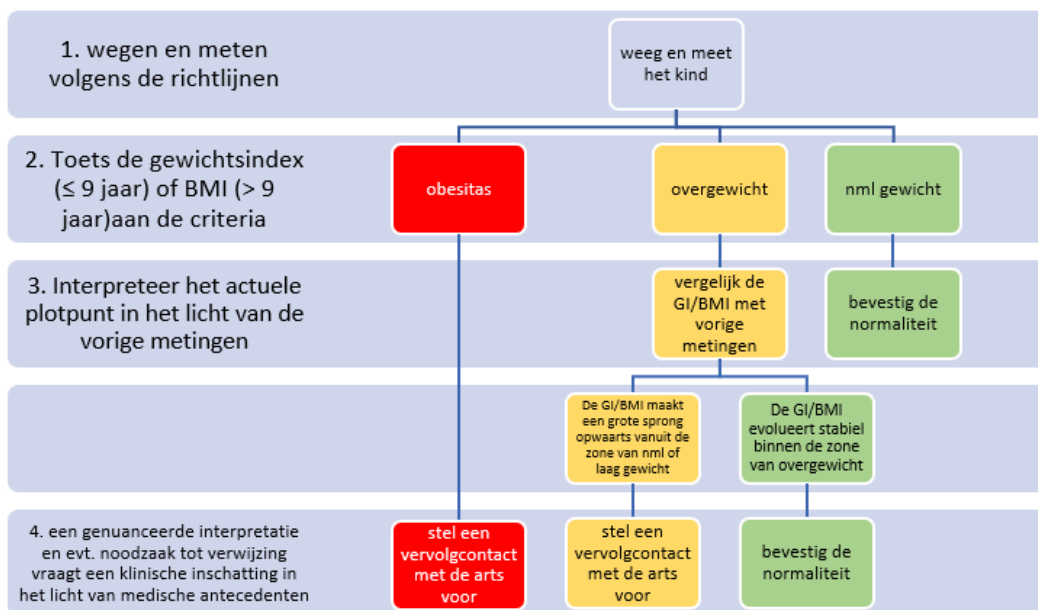 1. wegen en meten
volgens de richtlijnen
weeg en meet
het kind
2. Toets de gewichtsindex
(≤ 9 jaar) of BMI (> 9
jaar)aan de criteria
obesitas
overgewicht
nml gewicht
3. Interpreteer het actuele
plotpunt in het licht van de
vorige metingen
vergelijk de
GI/BMI met
vorige
metingen
bevestig de
normaliteit
De GI/BMI maakt
een grote sprong
opwaarts vanuit de
zone van nml of
laag gewicht
De GI/BMI
evolueert stabiel
binnen de zone
van overgewicht
4. een genuanceerde interpretatie
en evt. noodzaak tot verwijzing
vraagt een klinische inschatting in
het licht van medische antecedenten
stel een
vervolgcontact
met de arts
voor
stel een
vervolgcontact
met de arts
voor
bevestig de
normaliteit